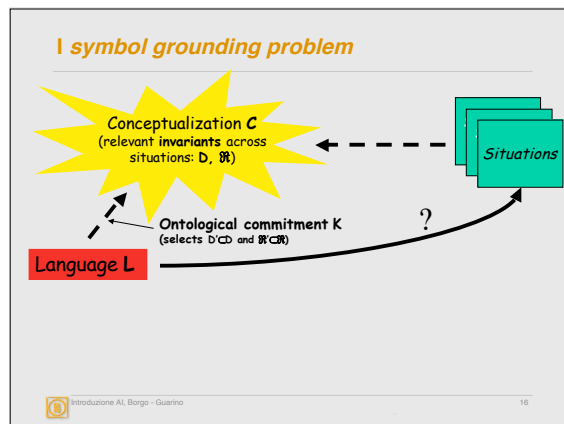 I symbol grounding problem
Conceptualization C
(relevant invariants across
situations: D, ℜ)
Situations
?
Ontological commitment K
(selects D'⊂D and ℜ'⊂ℜ)
Language L
Introduzione AI, Borgo - Guarino
16